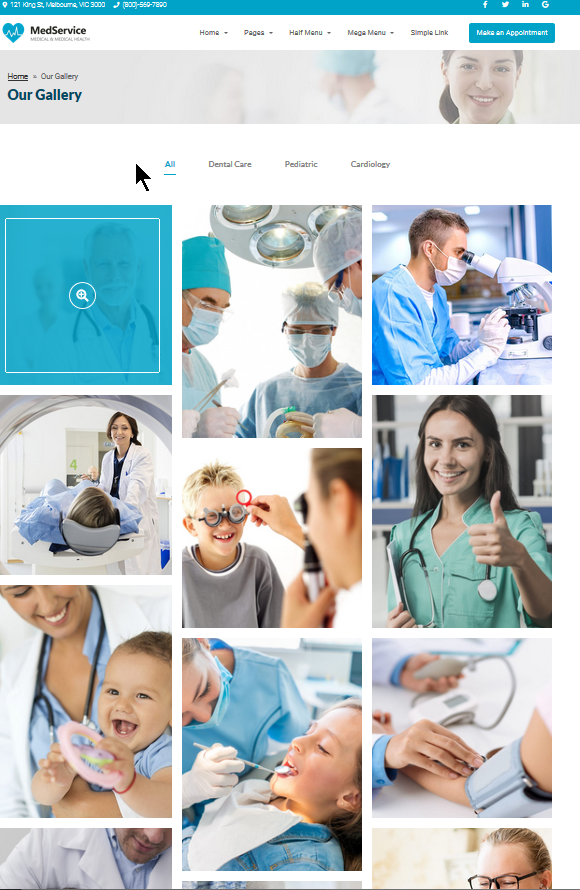 121 King St, Melbourne, VIC 3000 (800)-569-7890
MedService
MEDICAL & MEDICAL HEALTH
Home Pages Half Menu Mega Menu Simple Link Make an Appointment
Home » Our Gallery
Our Gallery
All Dental Care Pediatric Cardiology
4